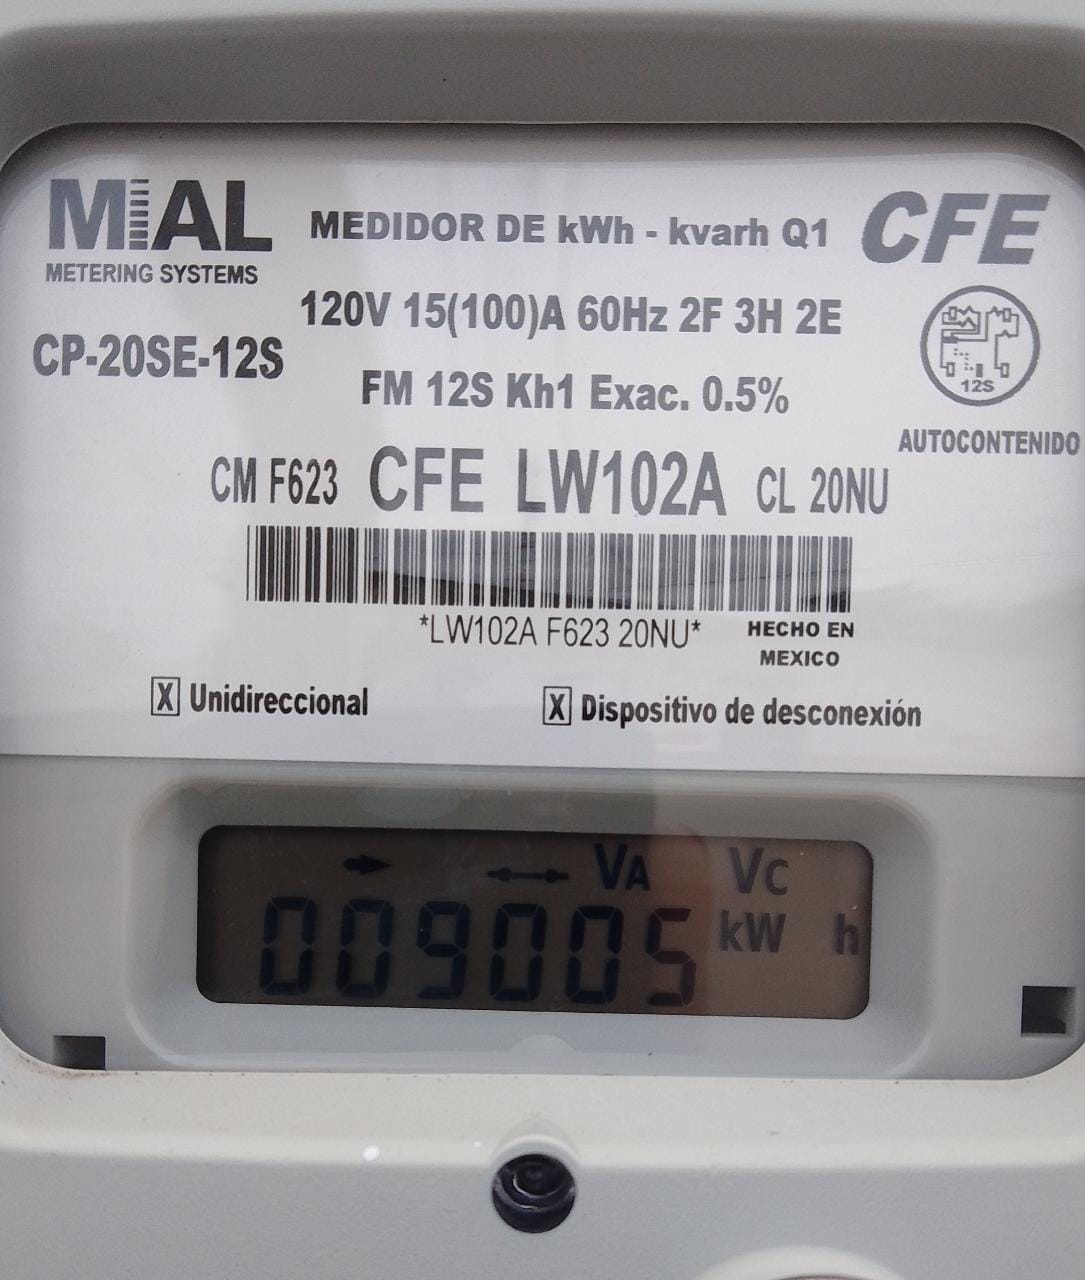 MIAL
METERING SYSTEMS
MEDIDOR DE kWh - kvarh Q1
CFE
120V 15(100)A 60Hz 2F 3H 2E
CP-20SE-12S
FM 12S Kh1 Exac. 0.5%
12S
AUTOCONTENIDO
CM F623 CFE LW102A CL 20NU
*LW102A F623 20NU*
HECHO EN
MEXICO
X Unidireccional
X Dispositivo de desconexión
VA VC
009005 kW h